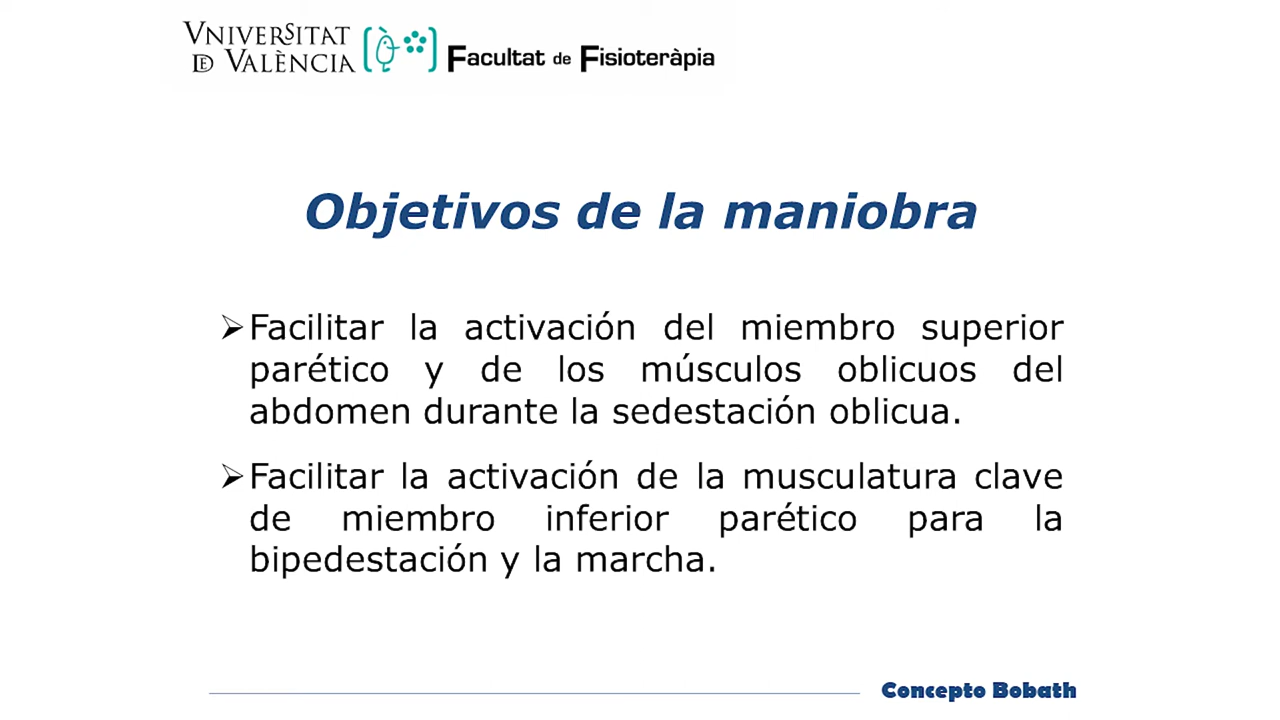 VNIVERSITAT
DE VALÈNCIA
Facultat de Fisioteràpia
Objetivos de la maniobra
➢Facilitar la activación del miembro superior
parético y de los músculos oblicuos del
abdomen durante la sedestación oblicua.
➢Facilitar la activación de la musculatura clave
de miembro inferior parético para la
bipedestación y la marcha.
Concepto Bobath